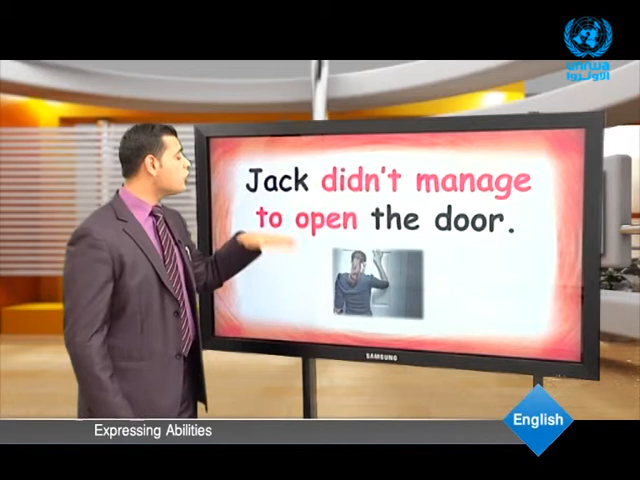 unrwa
الأونروا
Jack didn't manage
to open the door.
SAMSUNG
English
Expressing Abilities